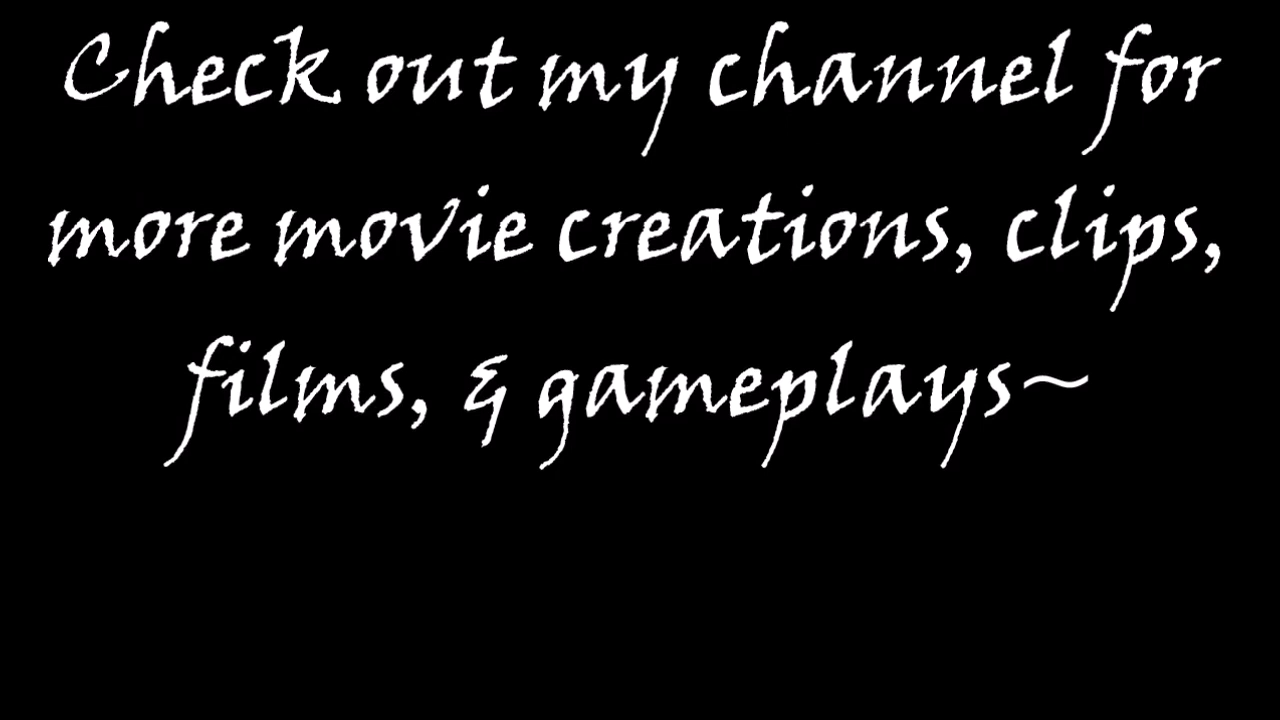 Check out my channel for
more movie creations, clips,
films, & gameplays~